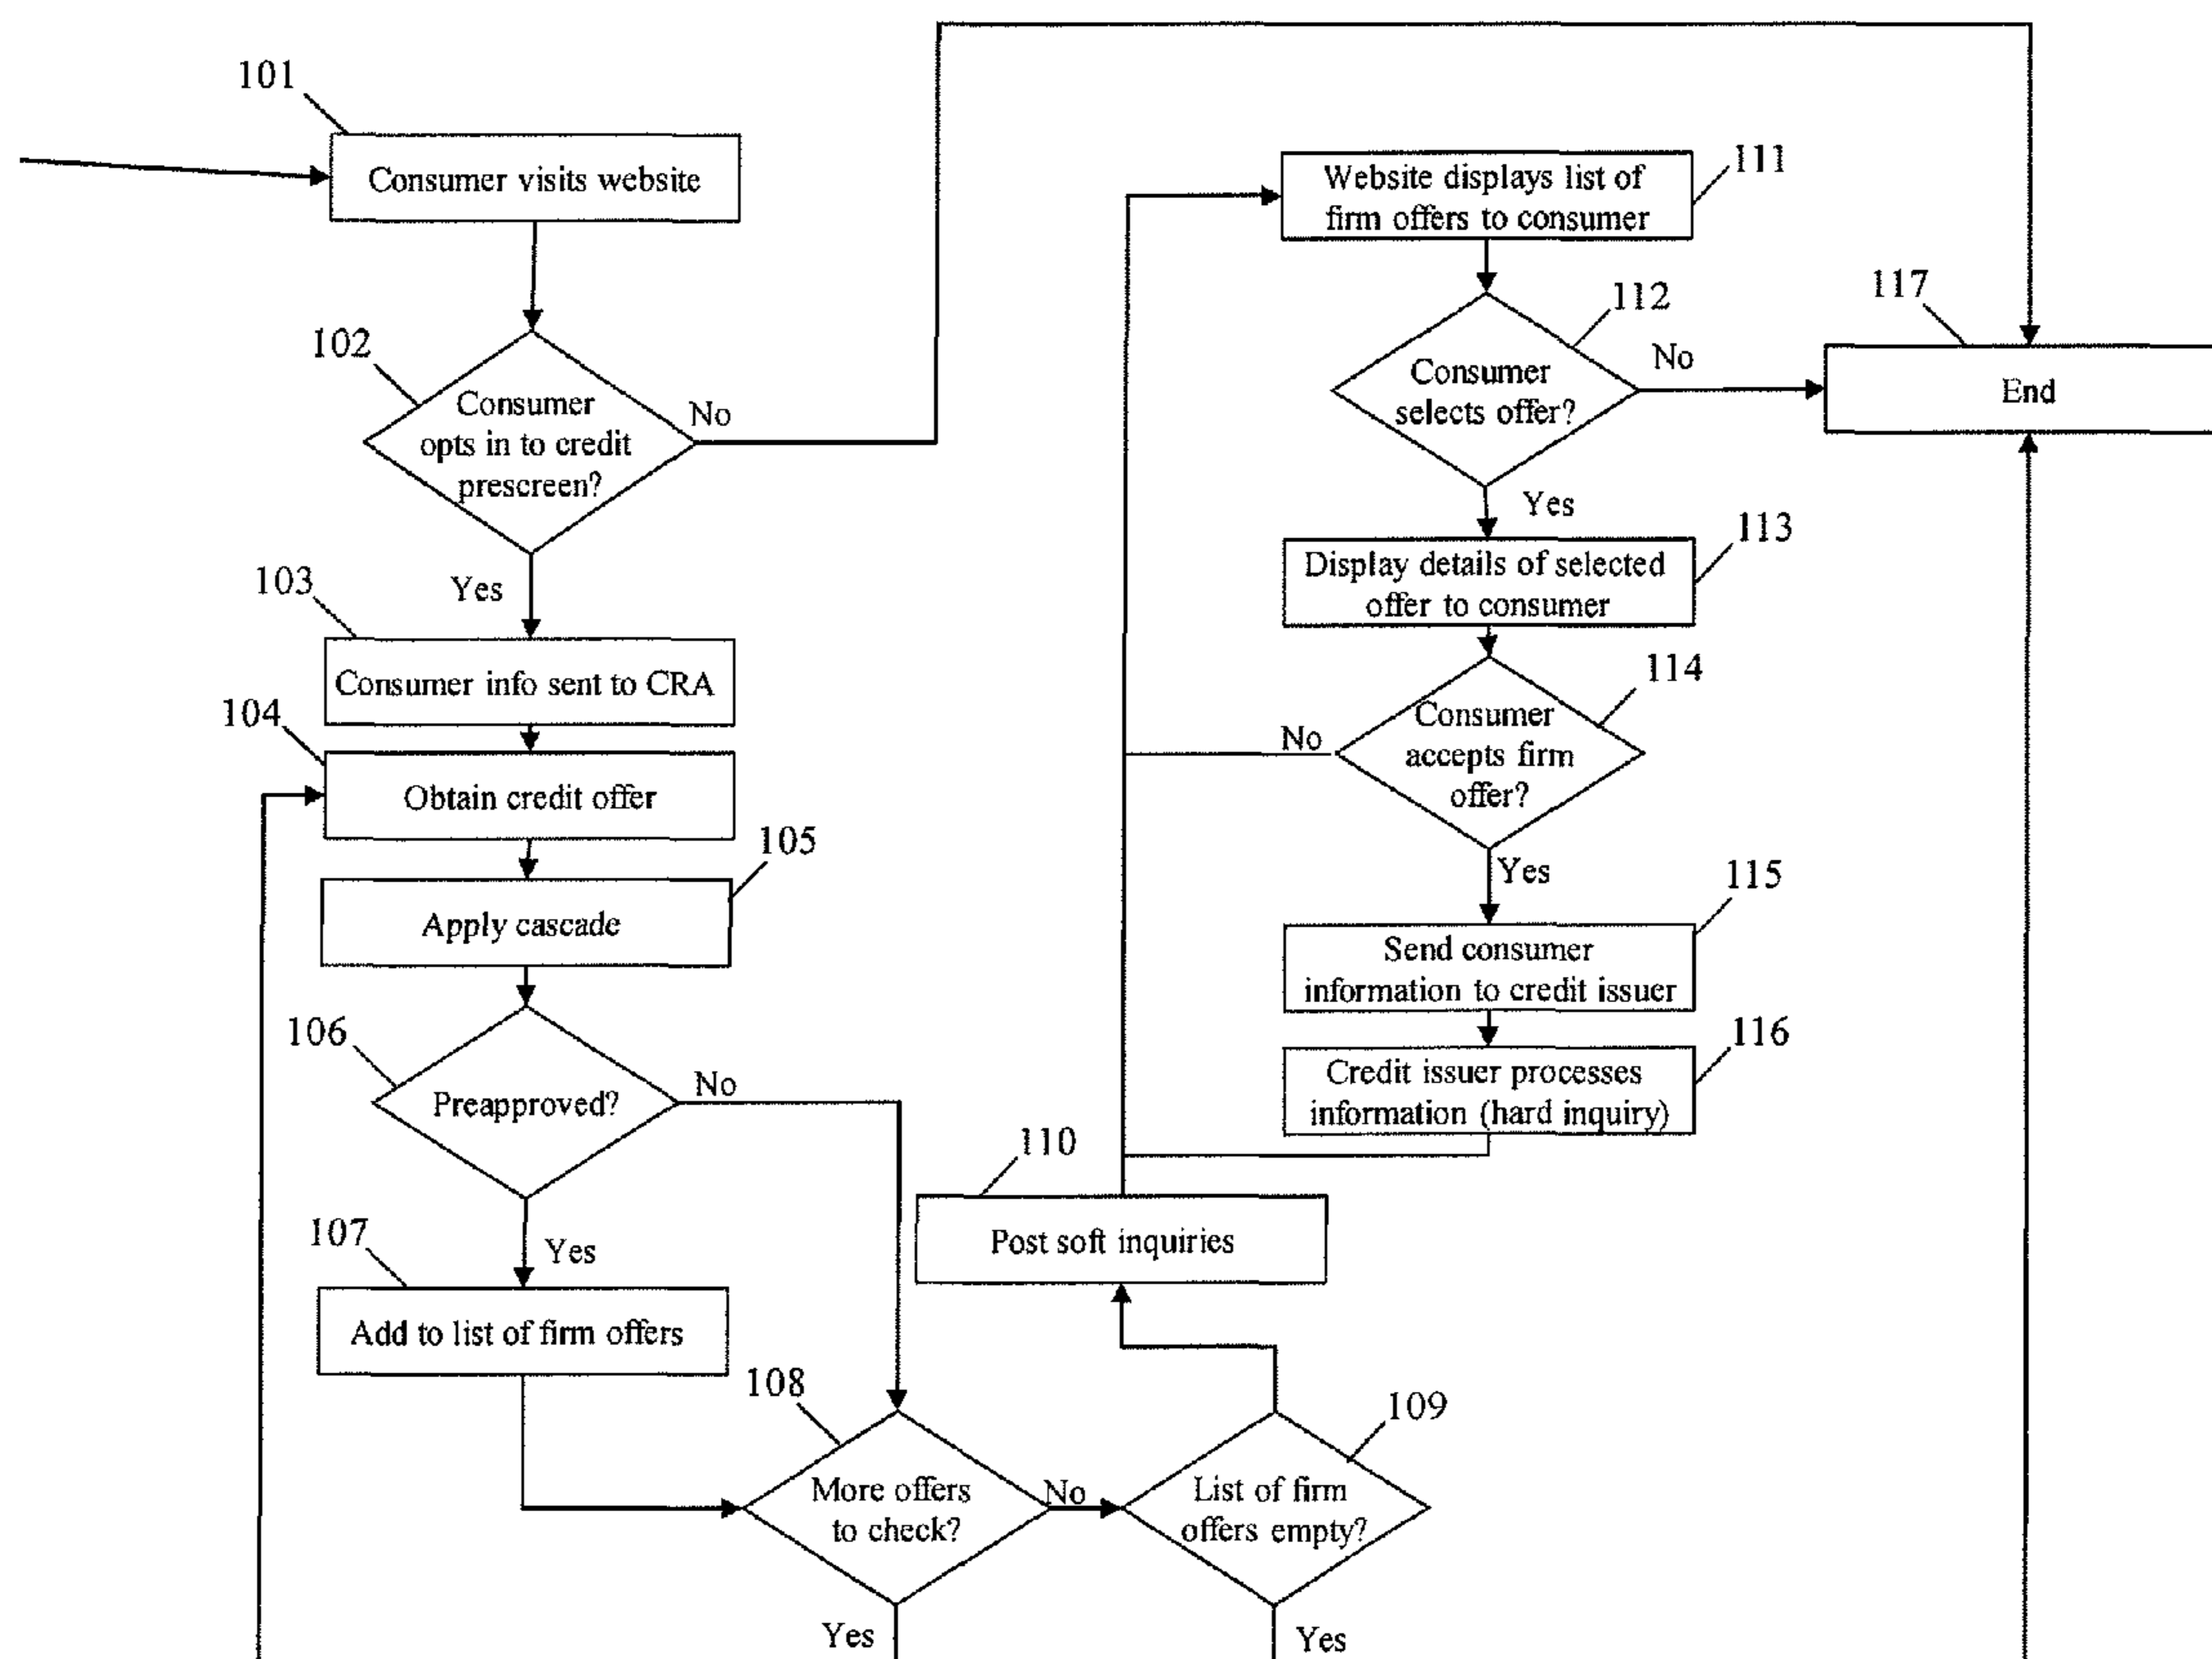 101
Consumer visits website
102
Consumer
opts in to credit
prescreen?
No
Yes
103
Consumer info sent to CRA
104
Obtain credit offer
105
Apply cascade
106
Preapproved?
No
Yes
107
Add to list of firm offers
108
More offers
to check?
No
Yes
109
List of firm
offers empty?
Yes
110
Post soft inquiries
111
Website displays list of
firm offers to consumer
112
Consumer
selects offer?
No
Yes
113
Display details of selected
offer to consumer
114
Consumer
accepts firm
offer?
No
Yes
115
Send consumer
information to credit issuer
116
Credit issuer processes
information (hard inquiry)
117
End